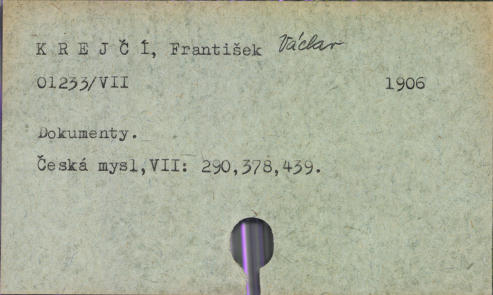 K R E J Č Í, František Václav
01233/VII 1906
Dokumenty.
Česká mysl,VII: 290,378,439.